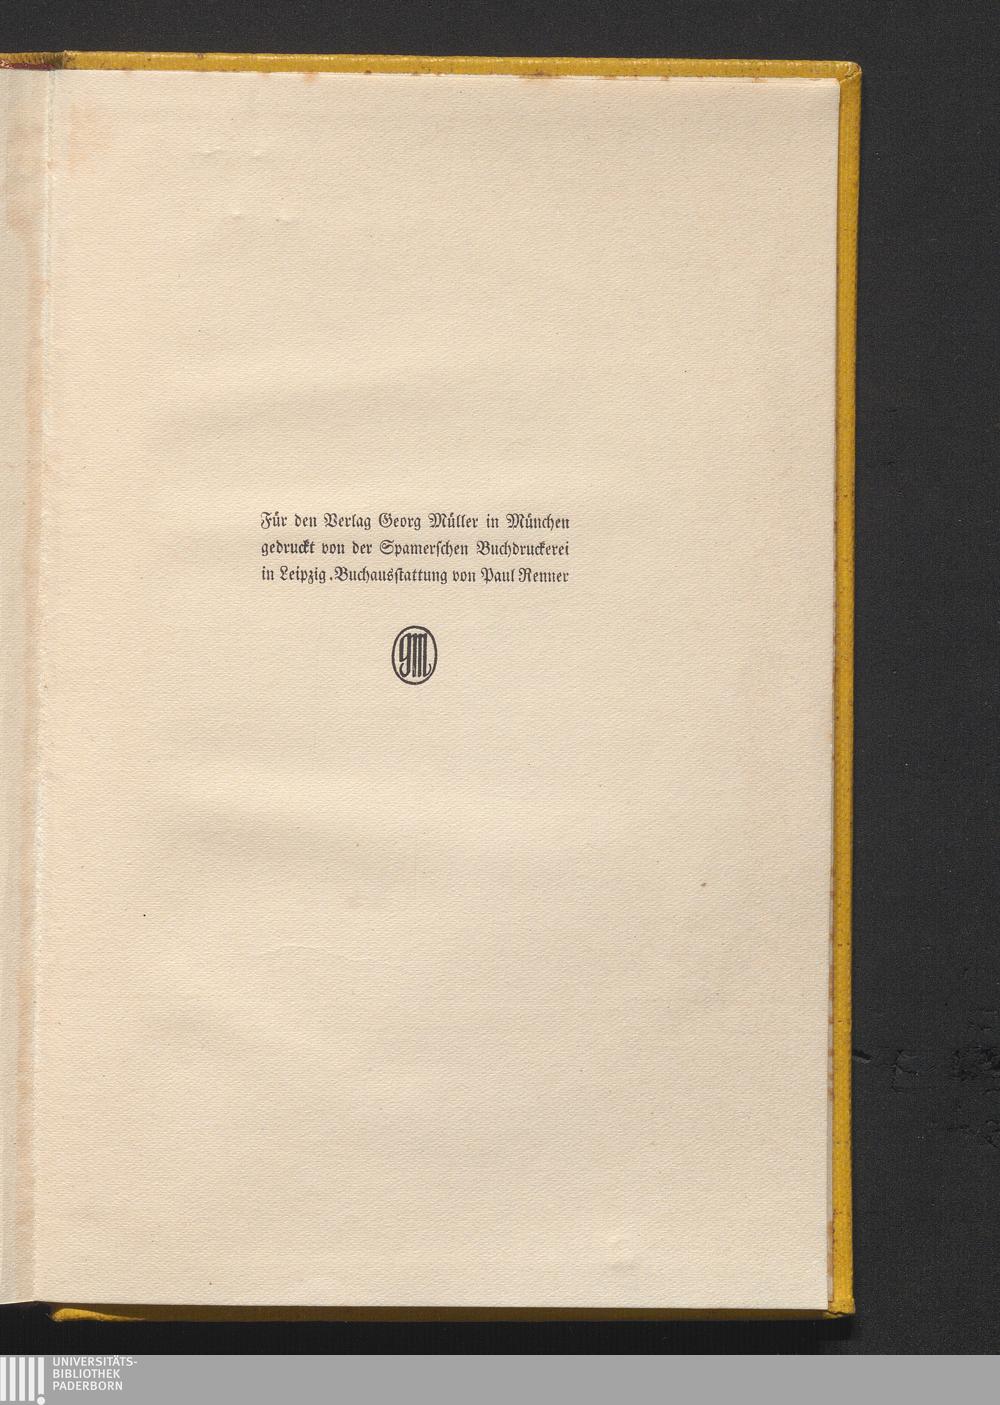 Für den Verlag Georg Müller in München
gedruckt von der Spamerschen Buchdruckerei
in Leipzig. Buchausstattung von Paul Renner
GM
UNIVERSITÄTS-
BIBLIOTHEK
PADERBORN